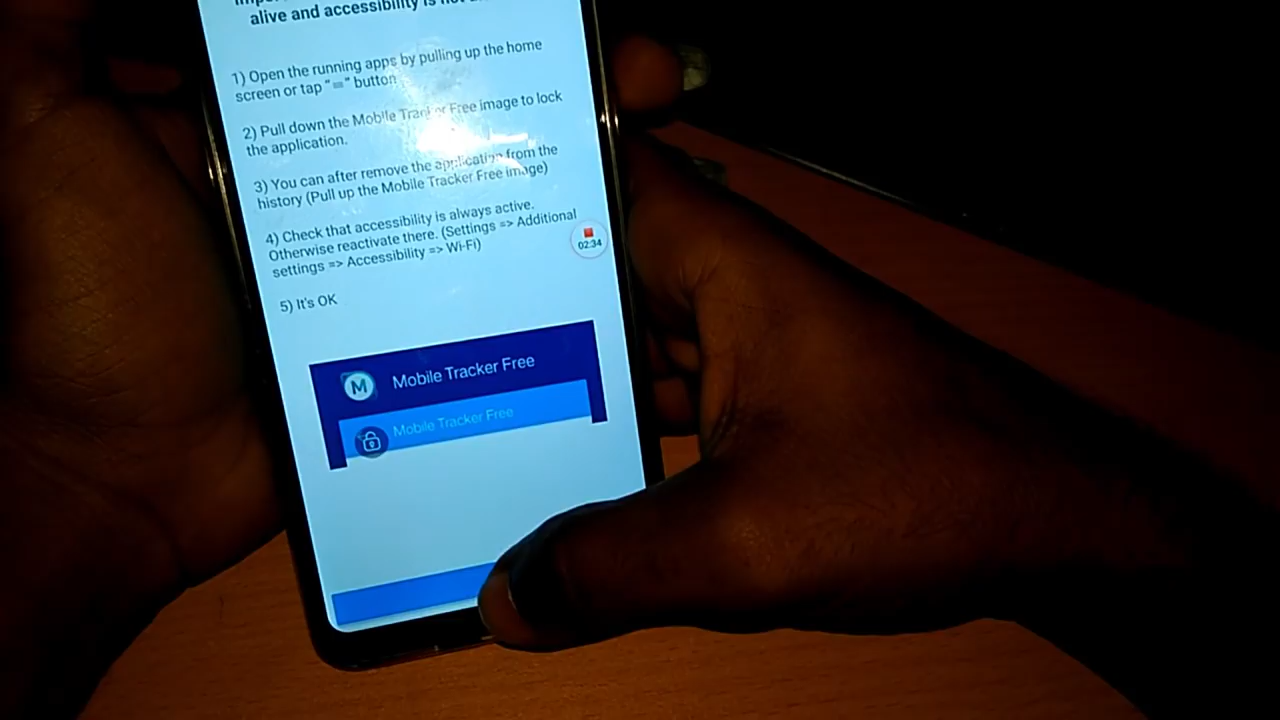 alive and accessibility is
1) Open the running apps by pulling up the home
screen or tap "=" button
2) Pull down the Mobile Tracker Free image to lock
the application.
3) You can after remove the application from the
history (Pull up the Mobile Tracker Free image)
4) Check that accessibility is always active.
Otherwise reactivate there. (Settings => Additional
settings => Accessibility => Wi-Fi)
02:34
5) It's OK
M Mobile Tracker Free
Mobile Tracker Free